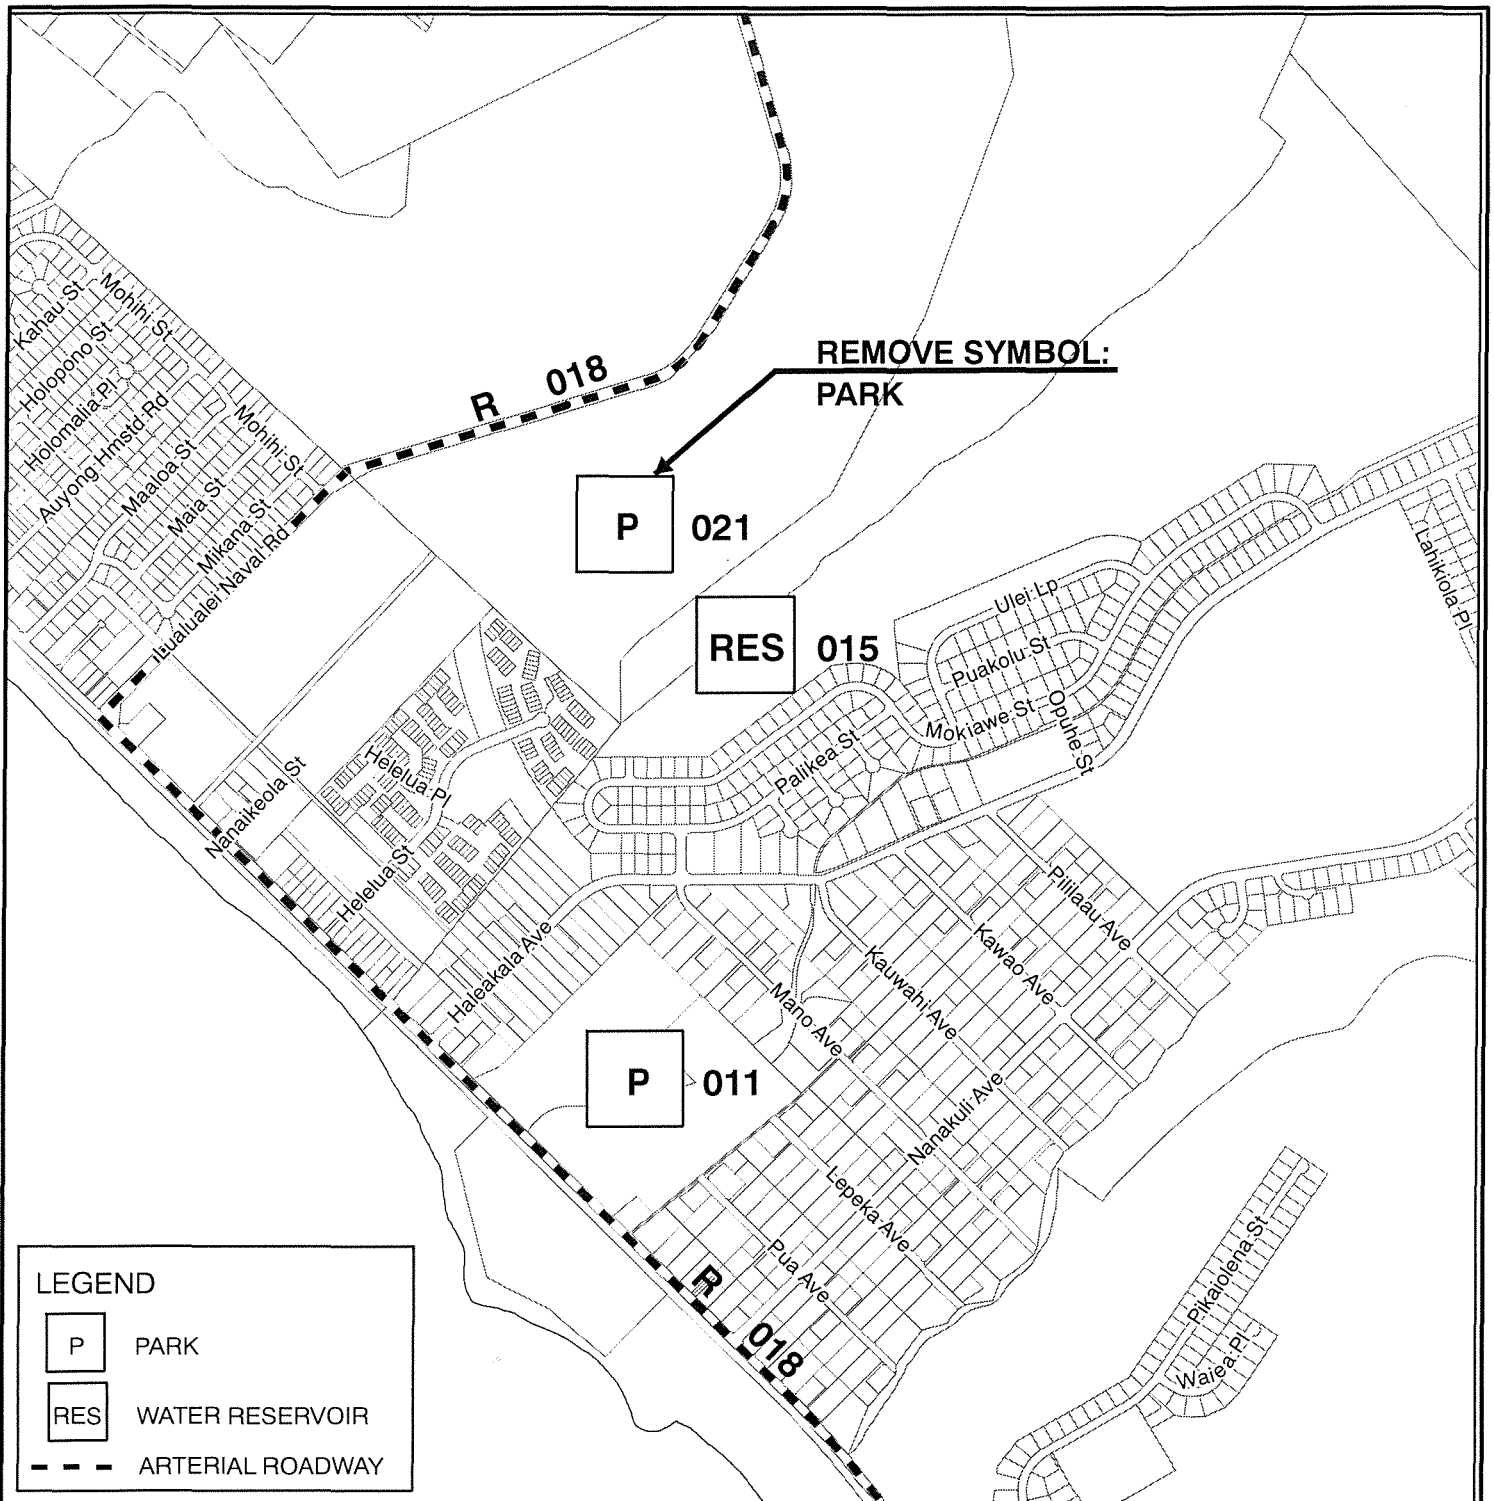 REMOVE SYMBOL:
PARK
R 018
P 021
RES 015
P 011
R 018
Kahau St
Mohihi St
Holopono St
Holomalia Pl
Auyong Hmstd Rd
Mohihi St
Maaloa St
Maia St
Mikana St
Lualualei Naval Rd
Nanaikeola St
Helelua Pl
Helelua St
Haleakala Ave
Ulei Lp
Puakolu St
Mokiawe St
Opuhe St
Palikea St
Lahikiola Pl
Pililaau Ave
Kawao Ave
Kauwahi Ave
Mano Ave
Nanakuli Ave
Lepeka Ave
Pua Ave
Pikaiolena St
Waiea Pl
LEGEND
P PARK
RES WATER RESERVOIR
ARTERIAL ROADWAY